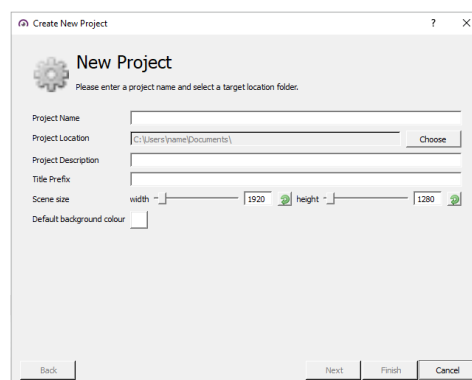 Create New Project ? X
New Project
Please enter a project name and select a target location folder.
Project Name
Project Location C:\Users\name\Documents\ Choose
Project Description
Title Prefix
Scene size width 1920 height 1280
Default background colour
Back Next Finish Cancel